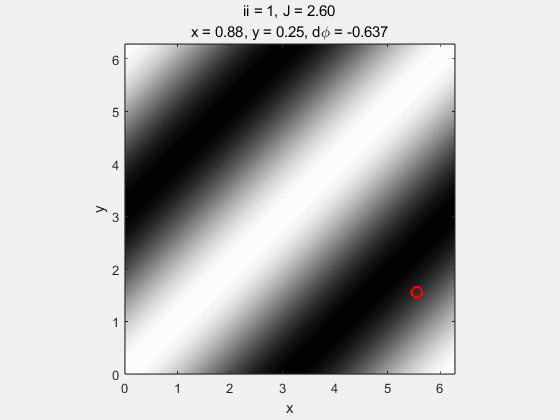 ii = 1, J = 2.60
x = 0.88, y = 0.25, dϕ = -0.637
6
5
4
3
2
1
0
y
0 1 2 3 4 5 6
x